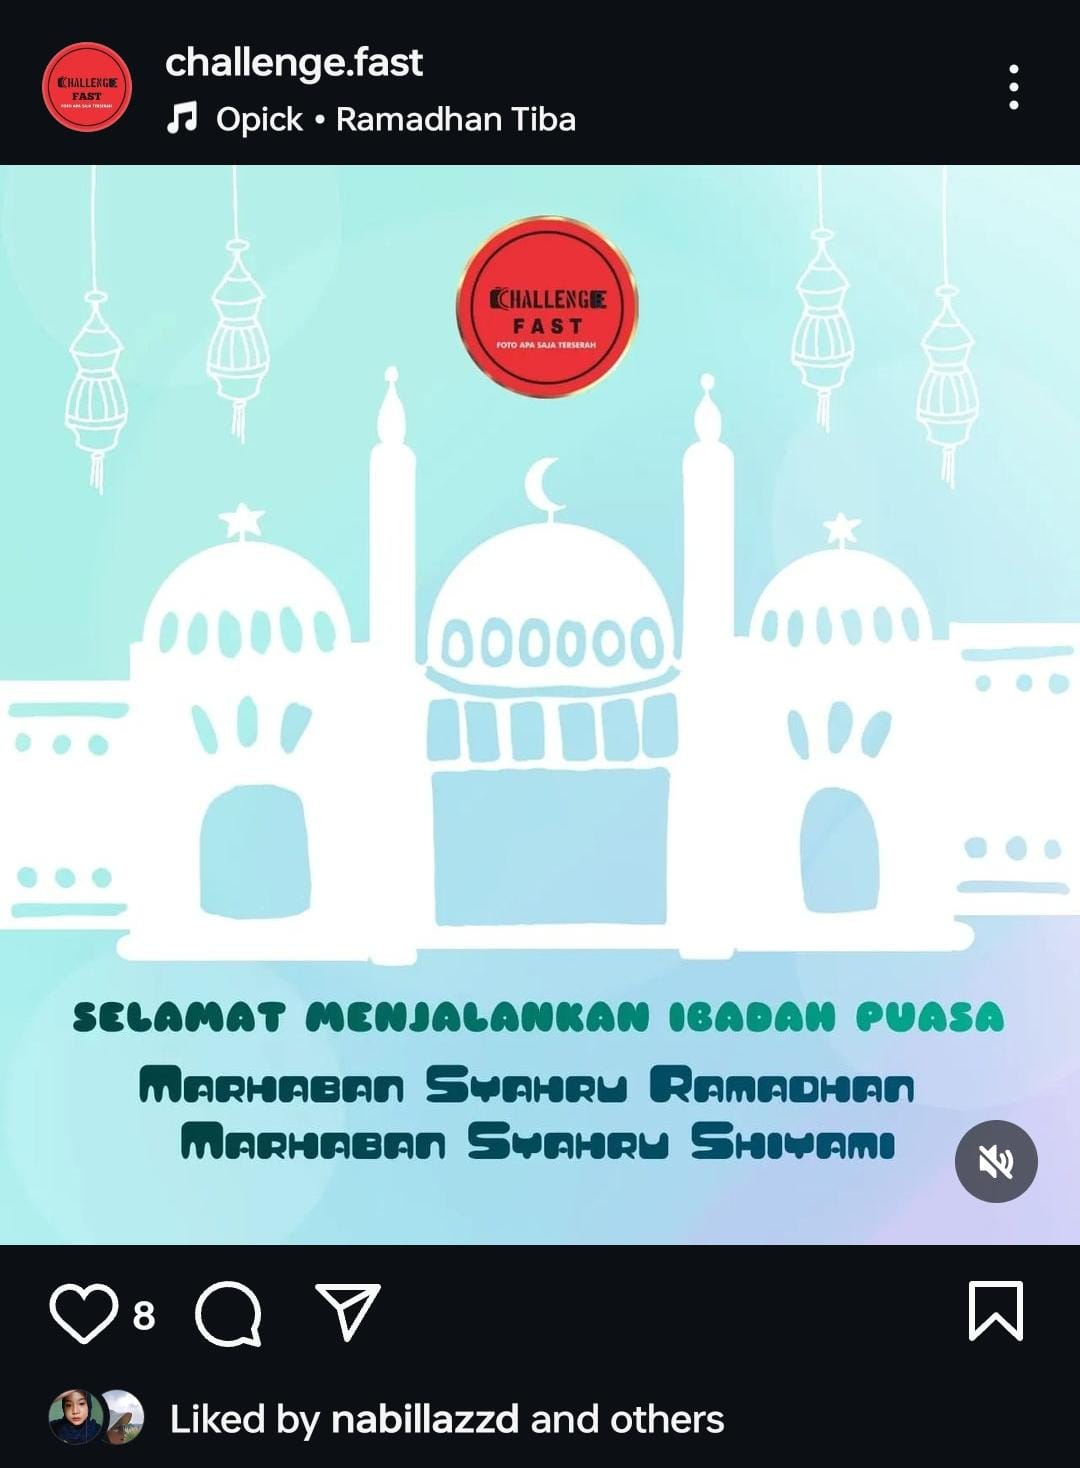 challenge.fast
Opick • Ramadhan Tiba
CHALLENGE
FAST
FOTO APA SAJA TERSERAH
CHALLENGE
FAST
FOTO APA SAJA TERSERAH
SELAMAT MENJALANKAN IBADAH PUASA
Marhaban Syahru Ramadhan
Marhaban Syahru Shiyami
8
Liked by nabillazzd and others